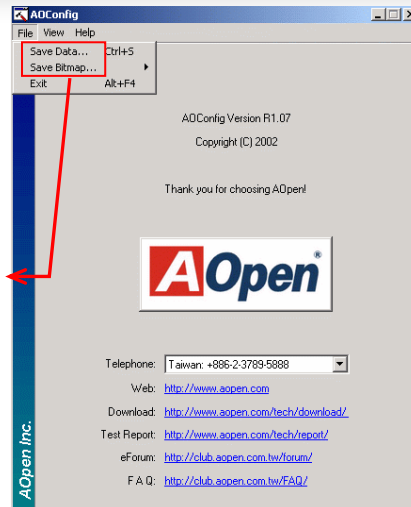 AOConfig
File View Help
Save Data... Ctrl+S
Save Bitmap...
Exit Alt+F4
AOConfig Version R1.07
Copyright (C) 2002
Thank you for choosing AOpen!
AOpen®
Telephone: Taiwan: +886-2-3789-5888
Web: http://www.aopen.com
Download: http://www.aopen.com/tech/download/
Test Report: http://www.aopen.com/tech/report/
eForum: http://club.aopen.com.tw/forum/
F A Q: http://club.aopen.com.tw/FAQ/
AOpen Inc.